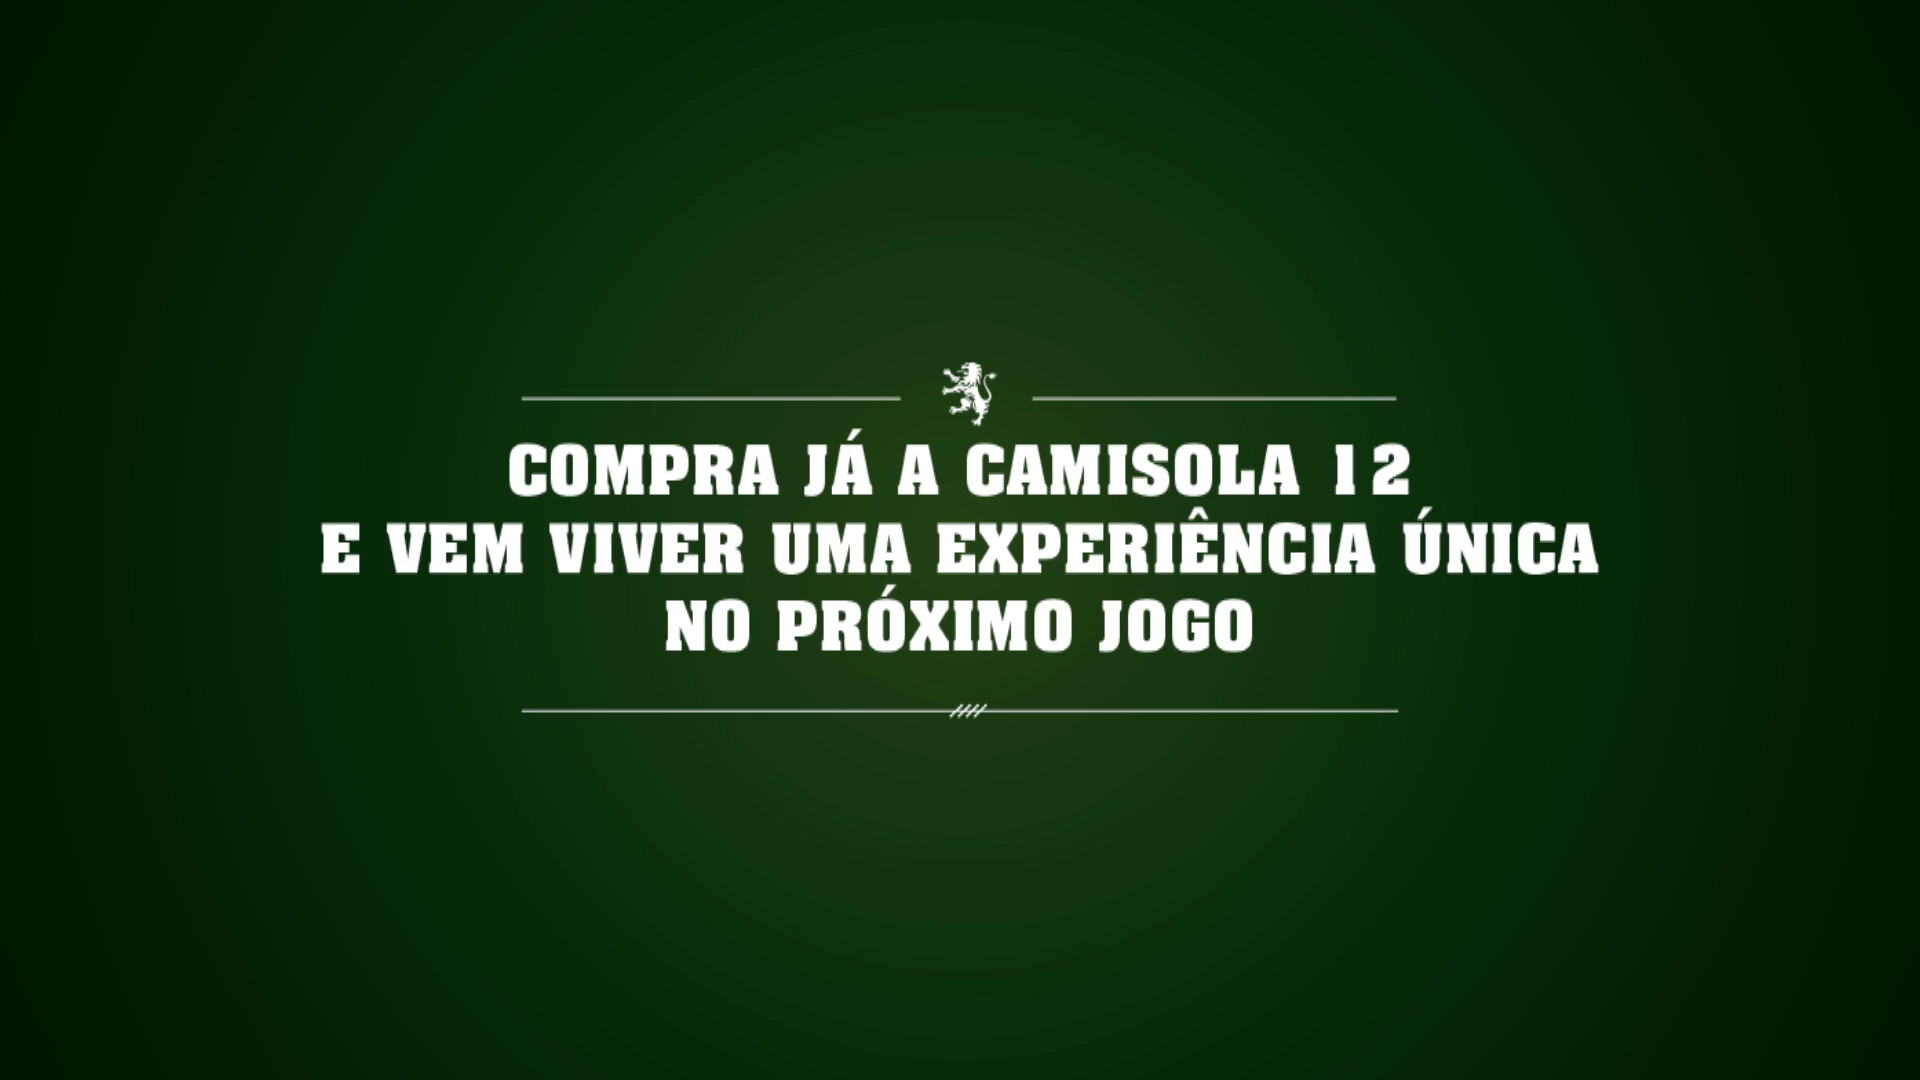 COMPRA JÁ A CAMISOLA 12
E VEM VIVER UMA EXPERIÊNCIA ÚNICA
NO PRÓXIMO JOGO